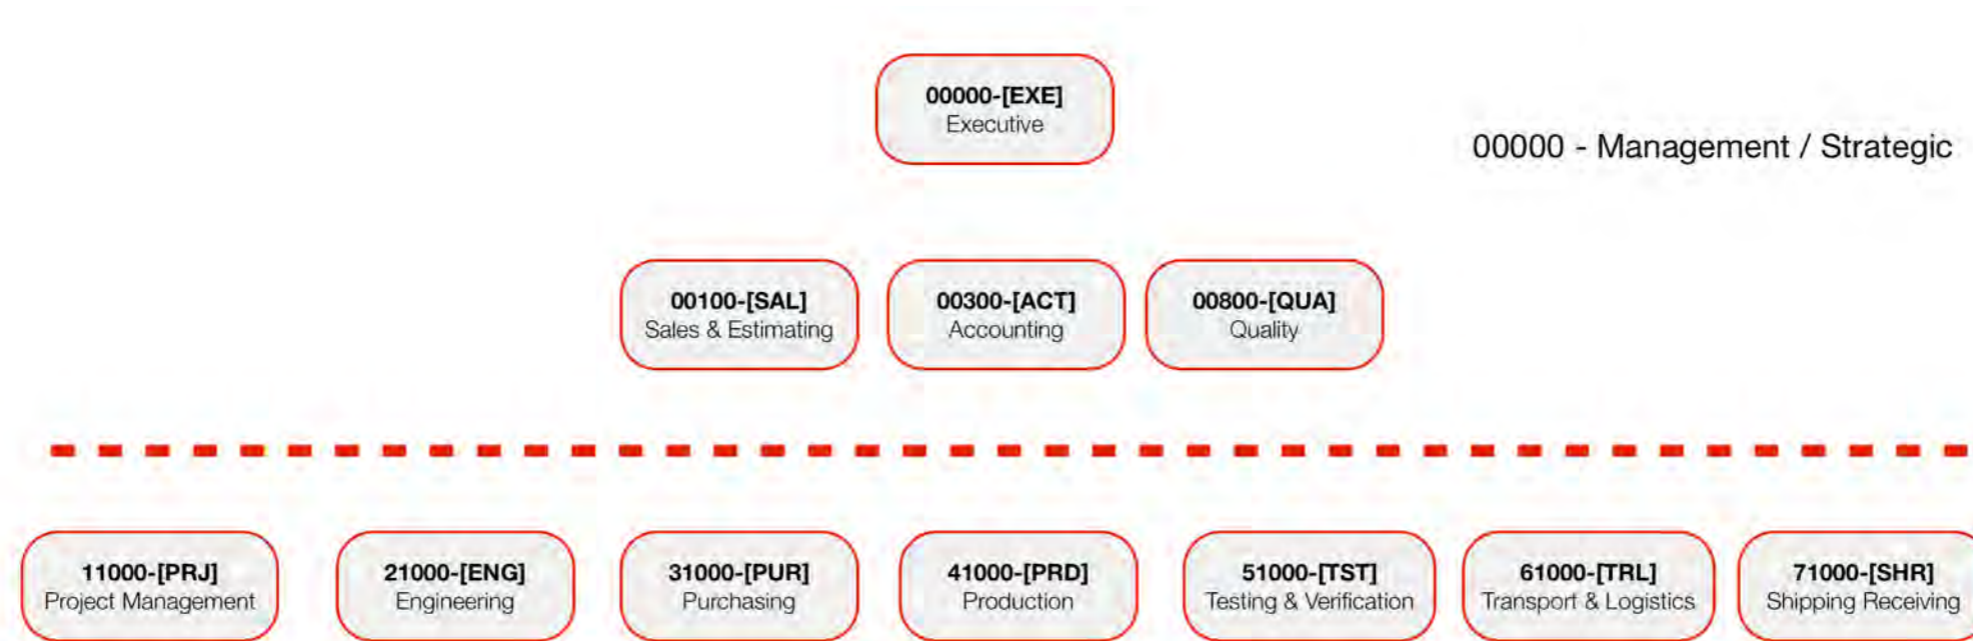 00000-[EXE]
Executive
00000 - Management / Strategic
00100-[SAL]
Sales & Estimating
00300-[ACT]
Accounting
00800-[QUA]
Quality
11000-[PRJ]
Project Management
21000-[ENG]
Engineering
31000-[PUR]
Purchasing
41000-[PRD]
Production
51000-[TST]
Testing & Verification
61000-[TRL]
Transport & Logistics
71000-[SHR]
Shipping Receiving